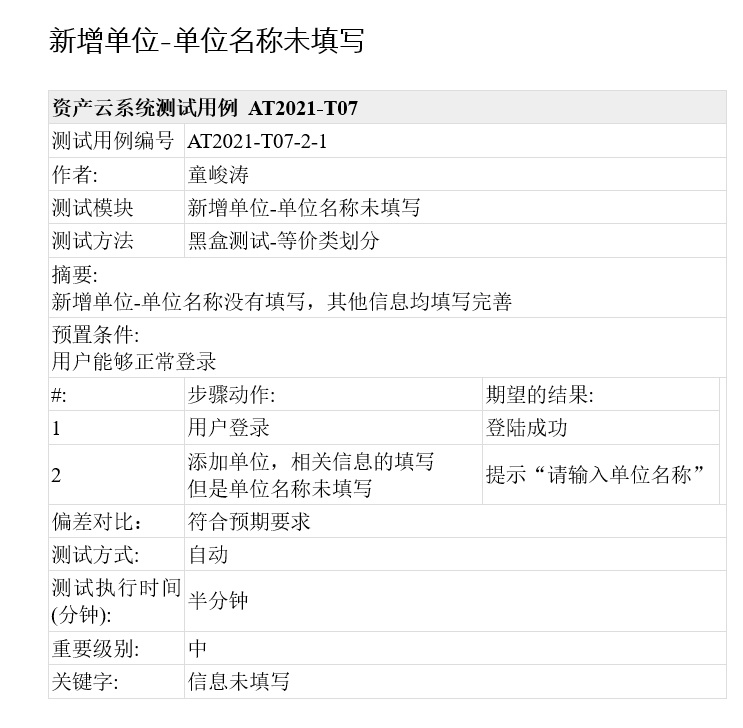 新增单位-单位名称未填写
资产云系统测试用例 AT2021-T07
测试用例编号 AT2021-T07-2-1
作者: 童峻涛
测试模块 新增单位-单位名称未填写
测试方法 黑盒测试-等价类划分
摘要:
新增单位-单位名称没有填写，其他信息均填写完善
预置条件:
用户能够正常登录
#: 步骤动作: 期望的结果:
1 用户登录 登陆成功
2 添加单位，相关信息的填写
但是单位名称未填写 提示“请输入单位名称”
偏差对比： 符合预期要求
测试方式: 自动
测试执行时间
(分钟): 半分钟
重要级别: 中
关键字: 信息未填写